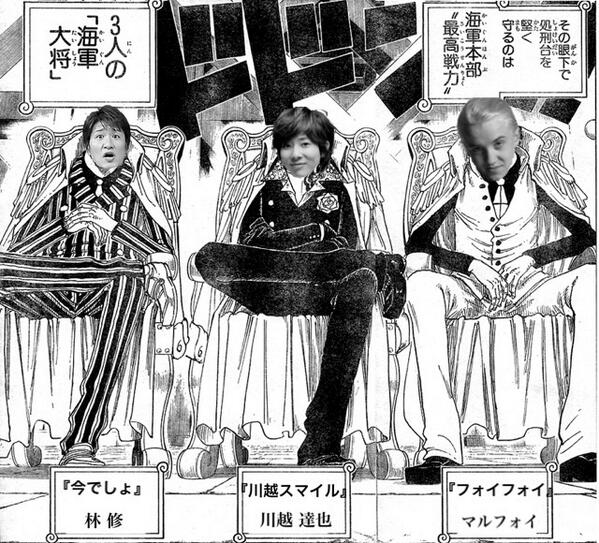 その眼下で
処刑台を
堅く
守るのは
海軍本部
“最高戦力”
ドドン
3人の
「海軍
大将」
『フォイフォイ』
マルフォイ
『川越スマイル』
川越 達也
『今でしょ』
林 修